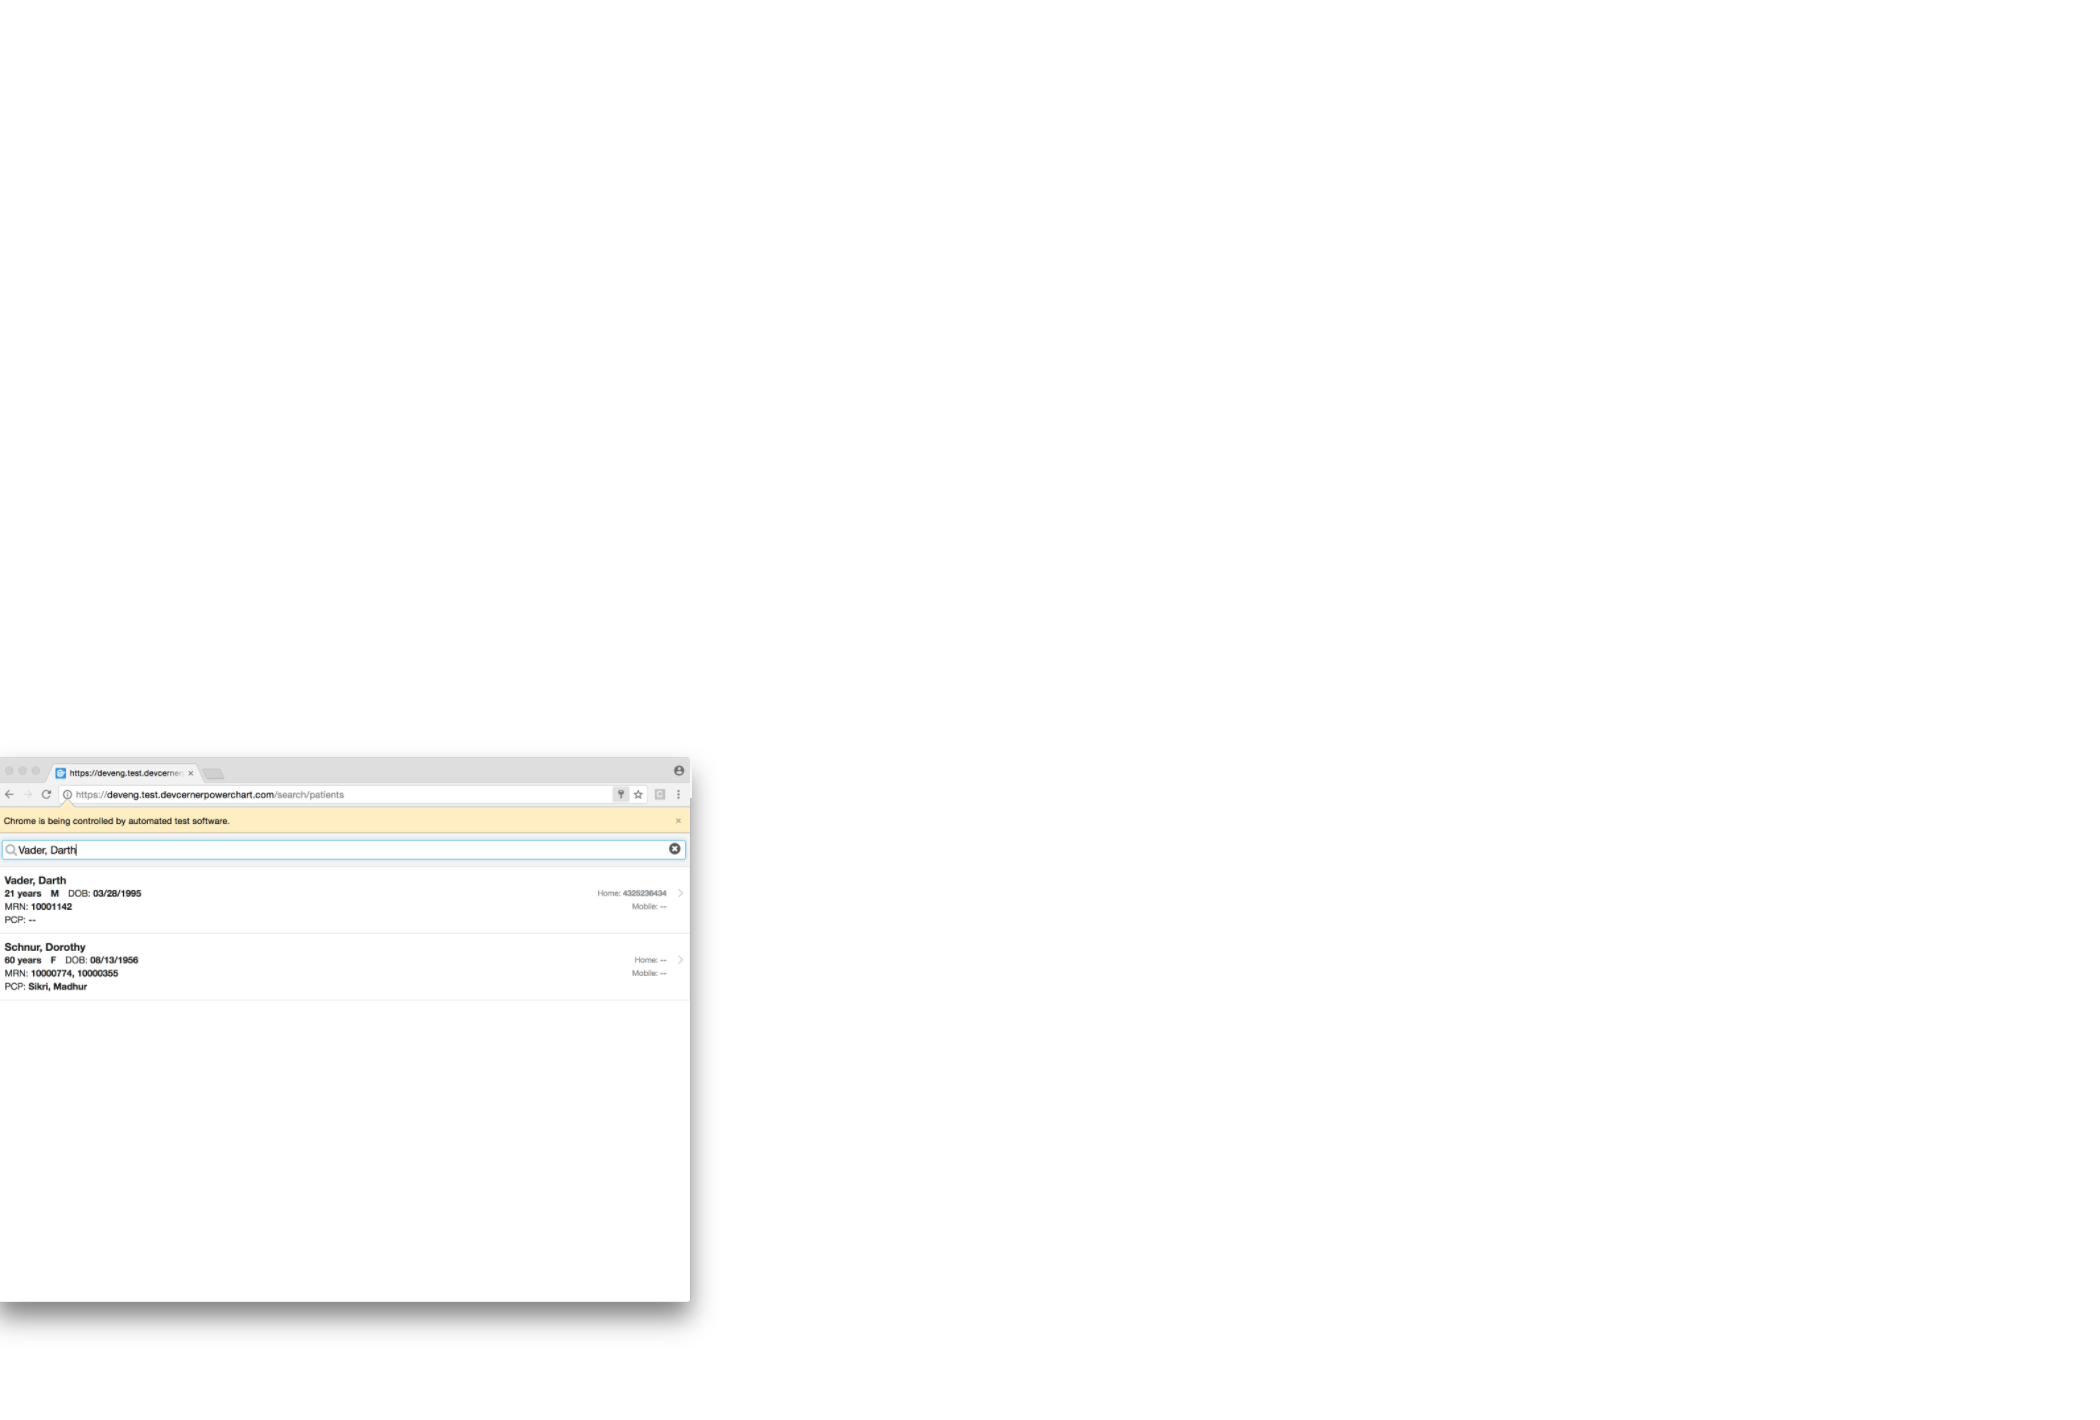 https://deveng.test.devcerner
https://deveng.test.devcernerpowerchart.com/search/patients
Chrome is being controlled by automated test software.
Vader, Darth
Vader, Darth
21 years M DOB: 03/28/1995
Home: 4325236434
MRN: 10001142
Mobile: --
PCP: --
Schnur, Dorothy
60 years F DOB: 08/13/1956
Home: --
MRN: 10000774, 10000355
Mobile: --
PCP: Sikri, Madhur